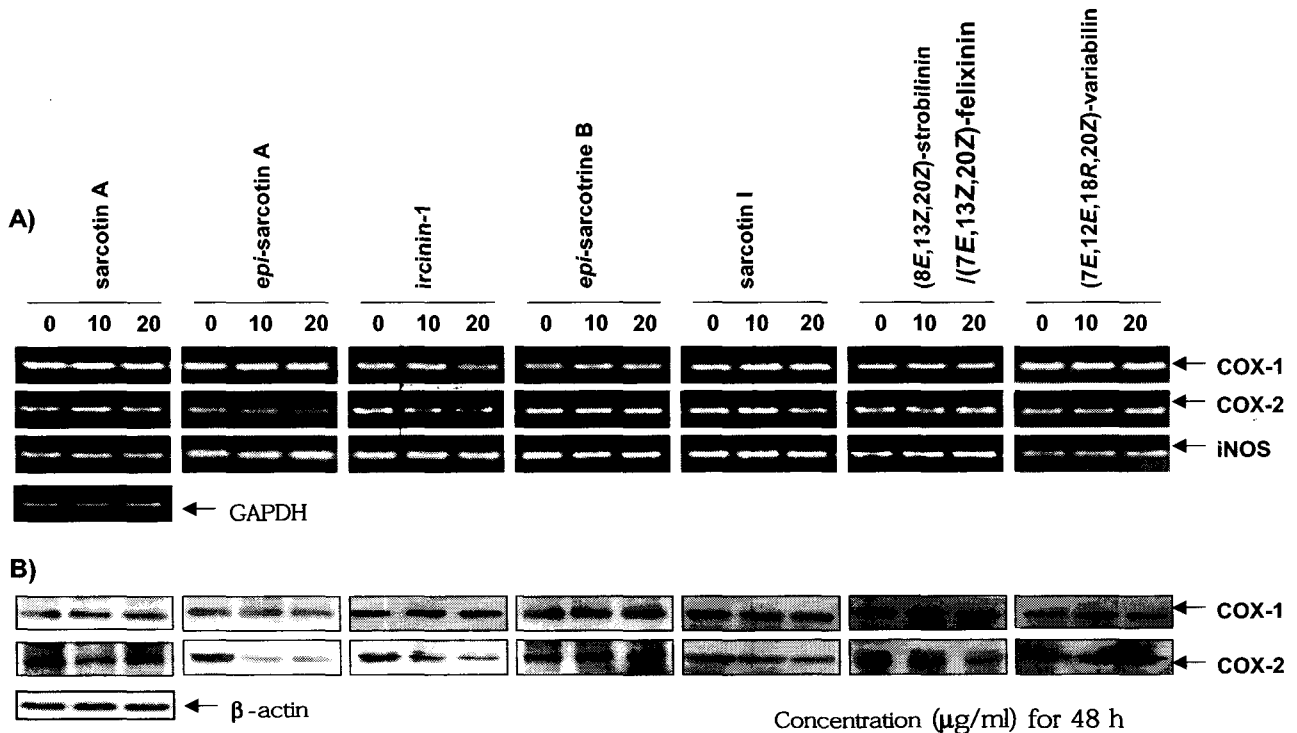 A)
sarcotin A
epi-sarcotin A
ircinin-1
epi-sarcotrine B
sarcotin I
(8E,13Z,20Z)-strobilinin
/(7E,13Z,20Z)-felixinin
(7E,12E,18R,20Z)-variabilin
0 10 20 0 10 20 0 10 20 0 10 20 0 10 20 0 10 20 0 10 20
COX-1
COX-2
iNOS
GAPDH
B)
COX-1
COX-2
β-actin
Concentration (µg/ml) for 48 h